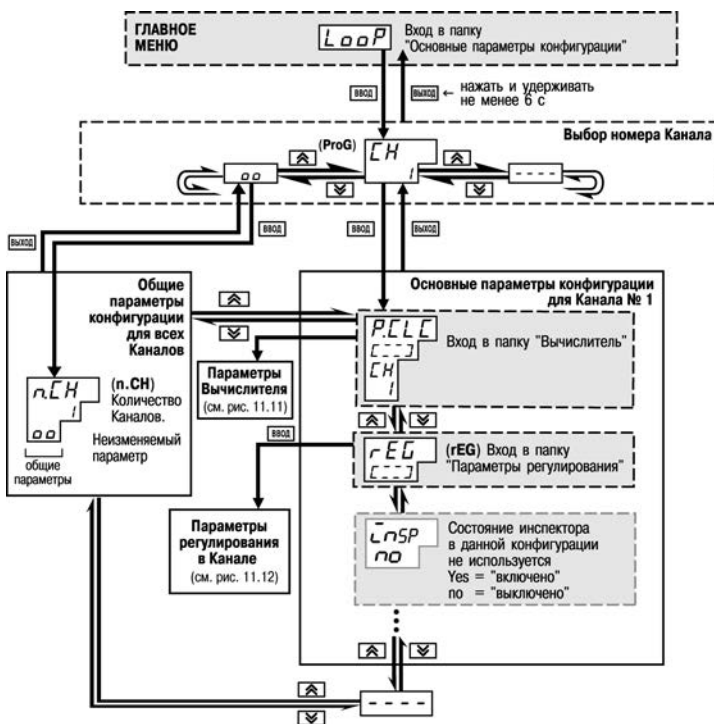 ГЛАВНОЕ
МЕНЮ
LooP
Вход в папку
"Основные параметры конфигурации"
ВВОД
ВЫХОД
← нажать и удерживать
не менее 6 с
Выбор номера Канала
(ProG)
oo
CH
1
- - - -
ВЫХОД
ВВОД
ВВОД
ВЫХОД
Общие
параметры
конфигурации
для всех
Каналов
n.CH
1
oo
(n.CH)
Количество
Каналов.
Неизменяемый
параметр
общие
параметры
Основные параметры конфигурации
для Канала № 1
P.CLC
[---]
CH
1
Вход в папку "Вычислитель"
Параметры
Вычислителя
(см. рис. 11.11)
ВВОД
rEG
[---]
(rEG) Вход в папку
"Параметры регулирования"
Параметры
регулирования
в Канале
(см. рис. 11.12)
inSP
no
Состояние инспектора
в данной конфигурации
не используется
Yes = "включено"
no = "выключено"
- - - -